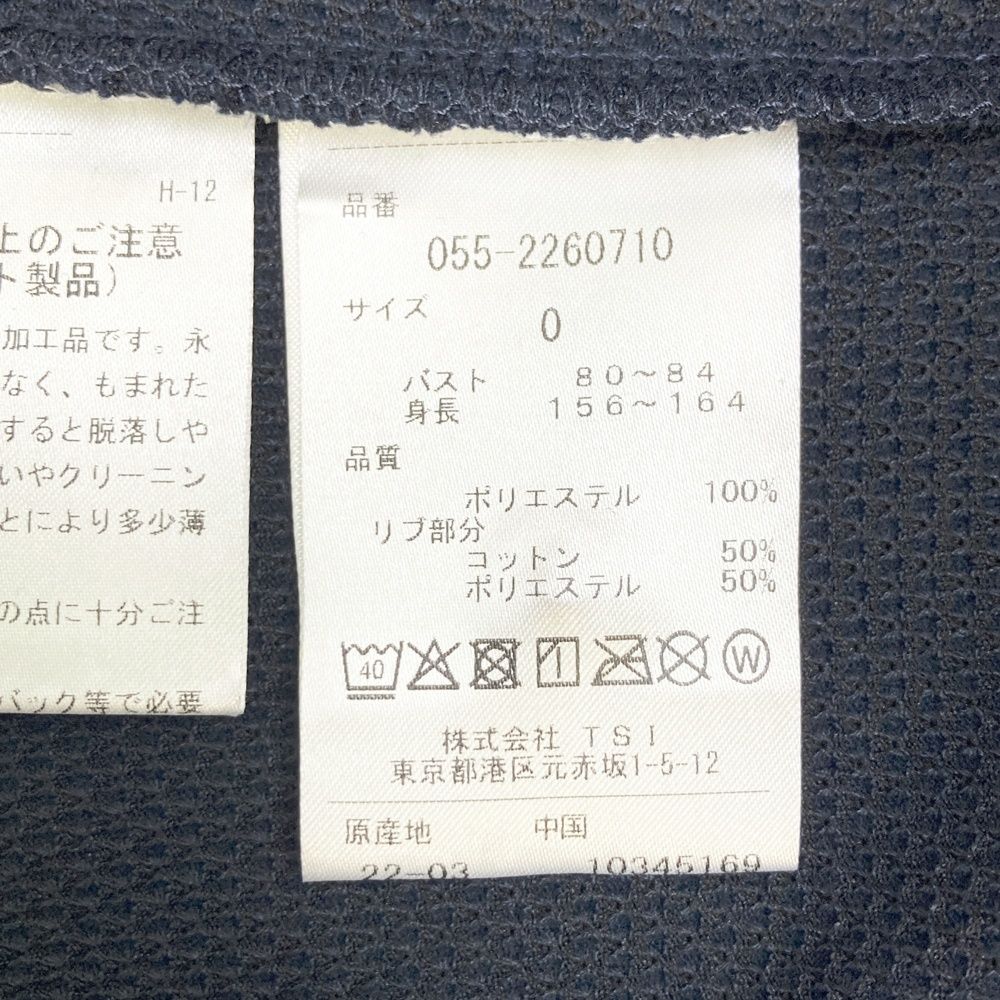 H-12
上のご注意
ト製品）
加工品です。永
なく、もまれた
すると脱落しや
いやクリーニン
とにより多少薄
の点に十分ご注
バック等で必要
品番
055-2260710
サイズ
0
バスト 80〜84
身長 156〜164
品質
ポリエステル 100%
リブ部分
コットン 50%
ポリエステル 50%
40
W
株式会社 TSI
東京都港区元赤坂1-5-12
原産地 中国
22-03 10345169